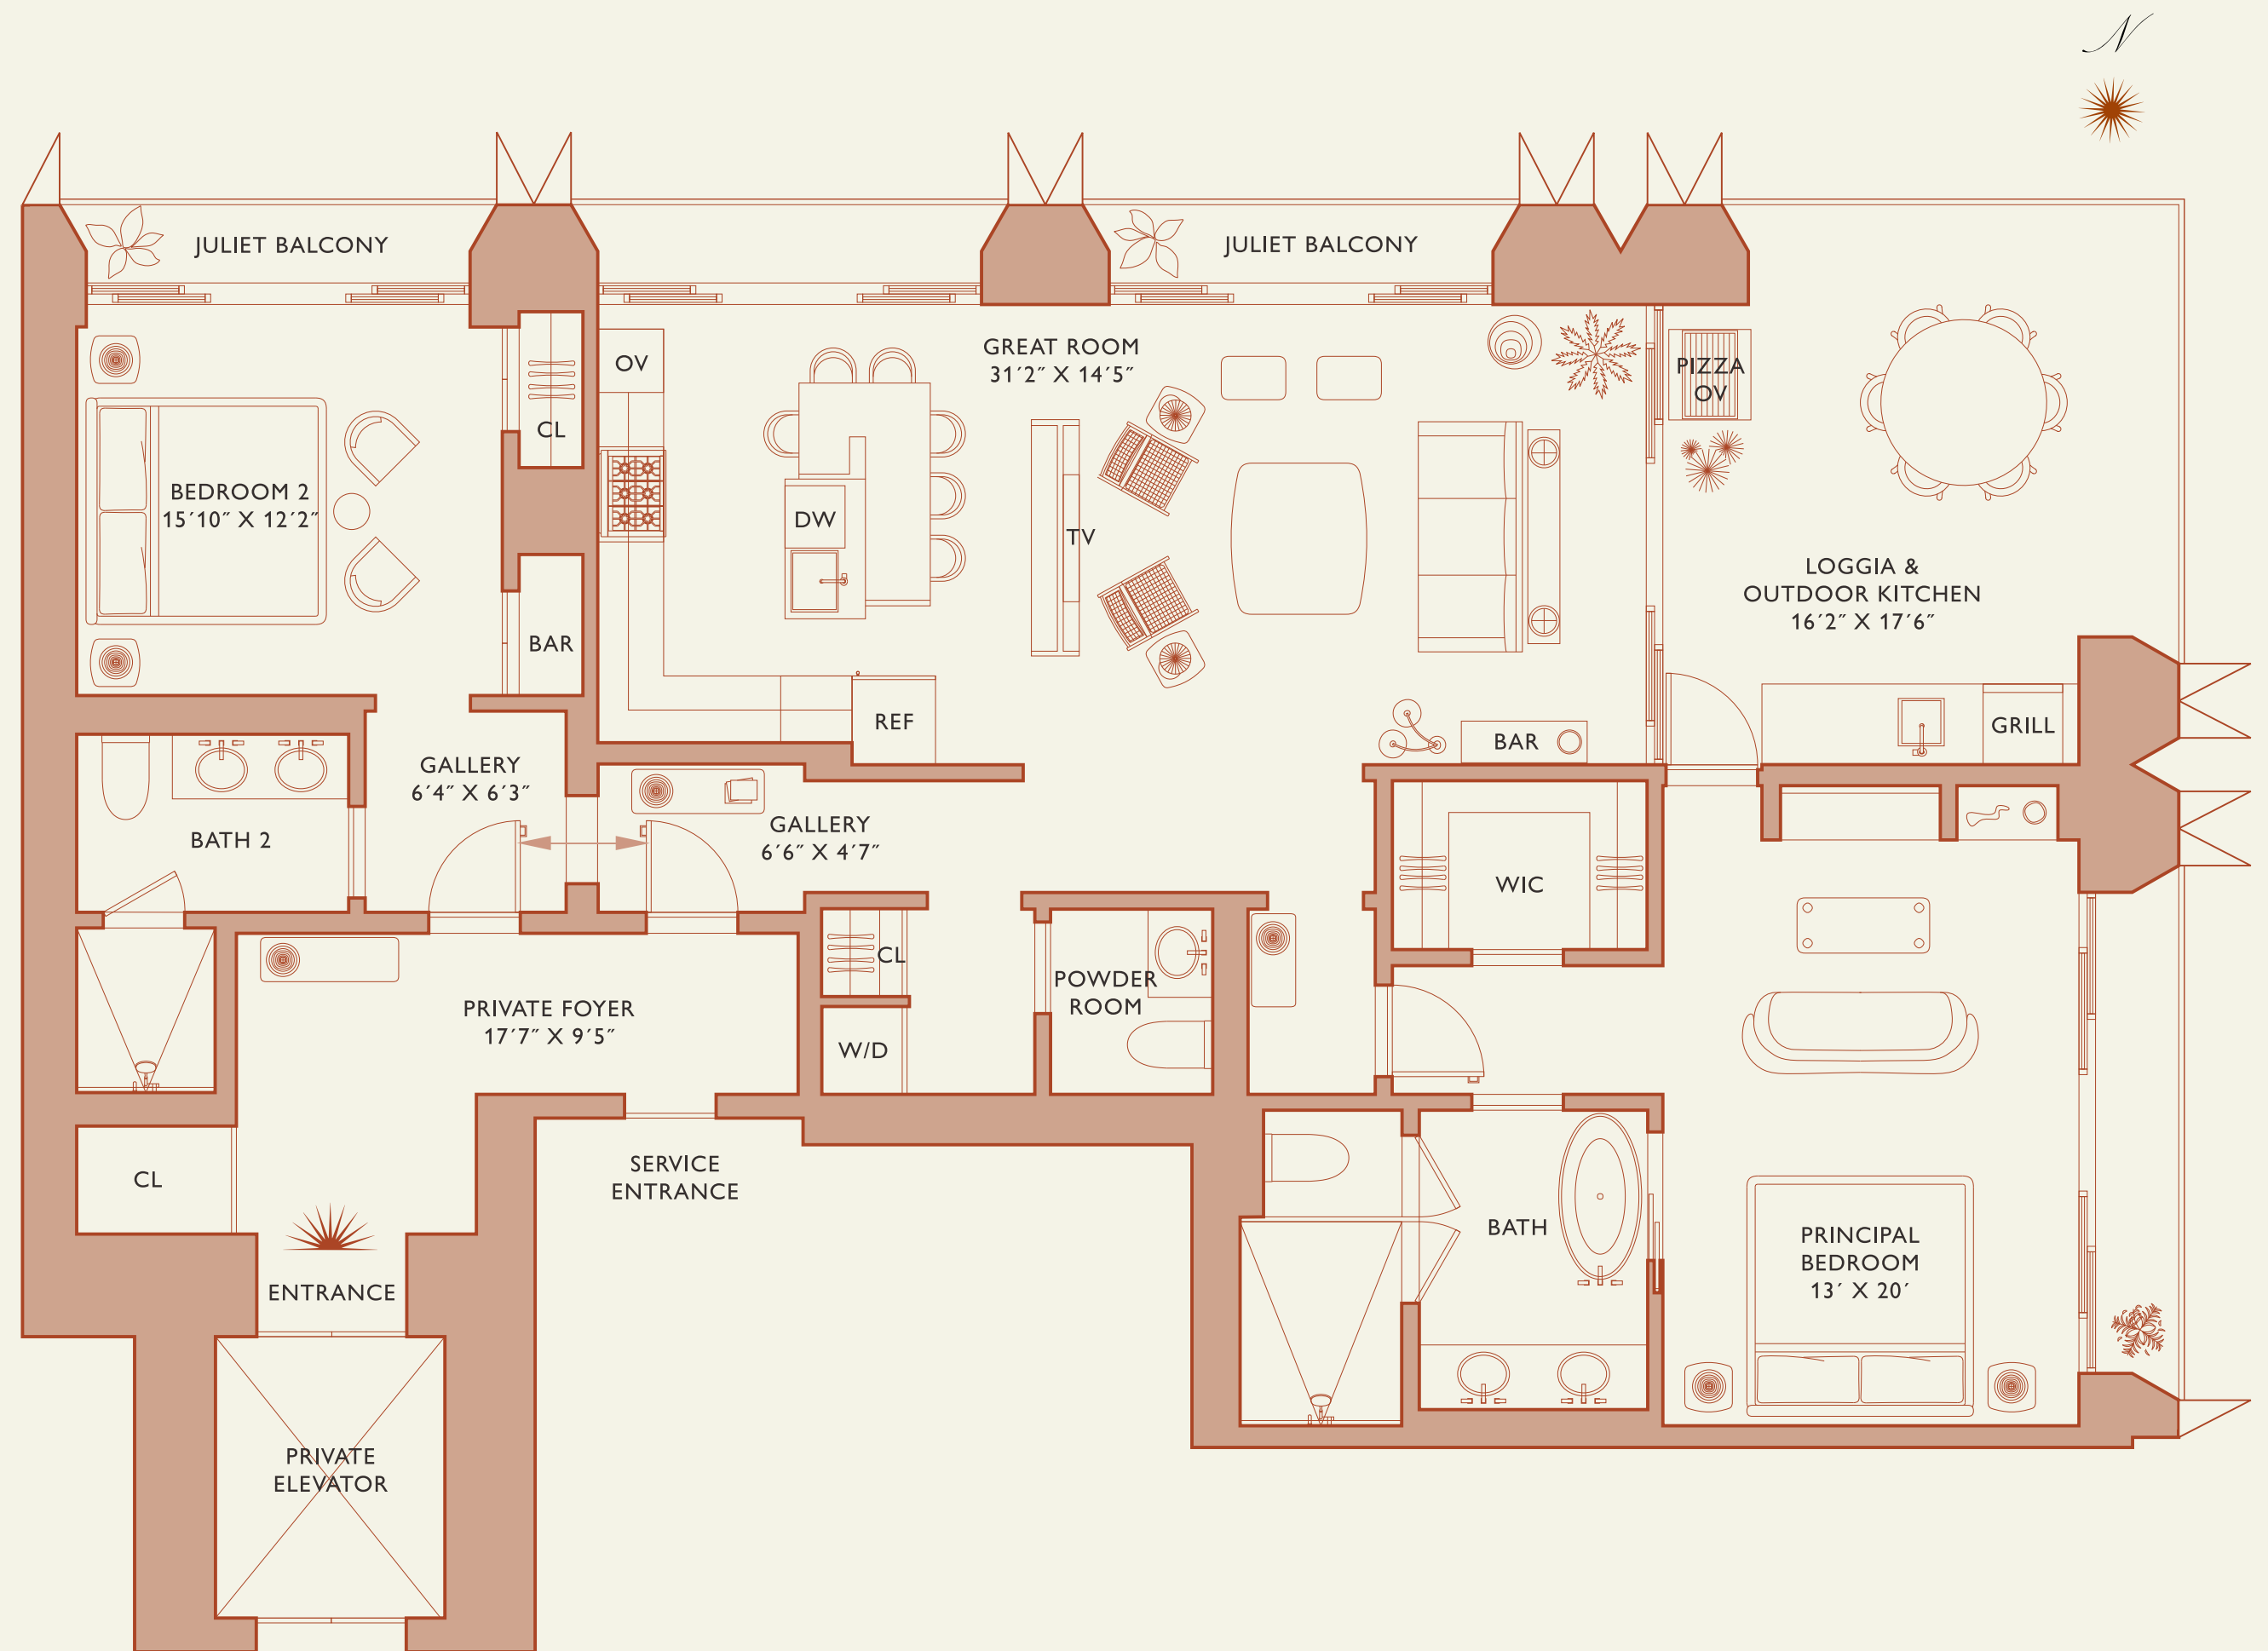 N
JULIET BALCONY
JULIET BALCONY
GREAT ROOM
31′2″ X 14′5″
OV
PIZZA
OV
CL
BEDROOM 2
15′10″ X 12′2″
DW
TV
LOGGIA &
OUTDOOR KITCHEN
16′2″ X 17′6″
BAR
REF
BAR
GRILL
GALLERY
6′4″ X 6′3″
BATH 2
GALLERY
6′6″ X 4′7″
WIC
CL
POWDER
ROOM
PRIVATE FOYER
17′7″ X 9′5″
W/D
CL
SERVICE
ENTRANCE
BATH
PRINCIPAL
BEDROOM
13′ X 20′
ENTRANCE
PRIVATE
ELEVATOR